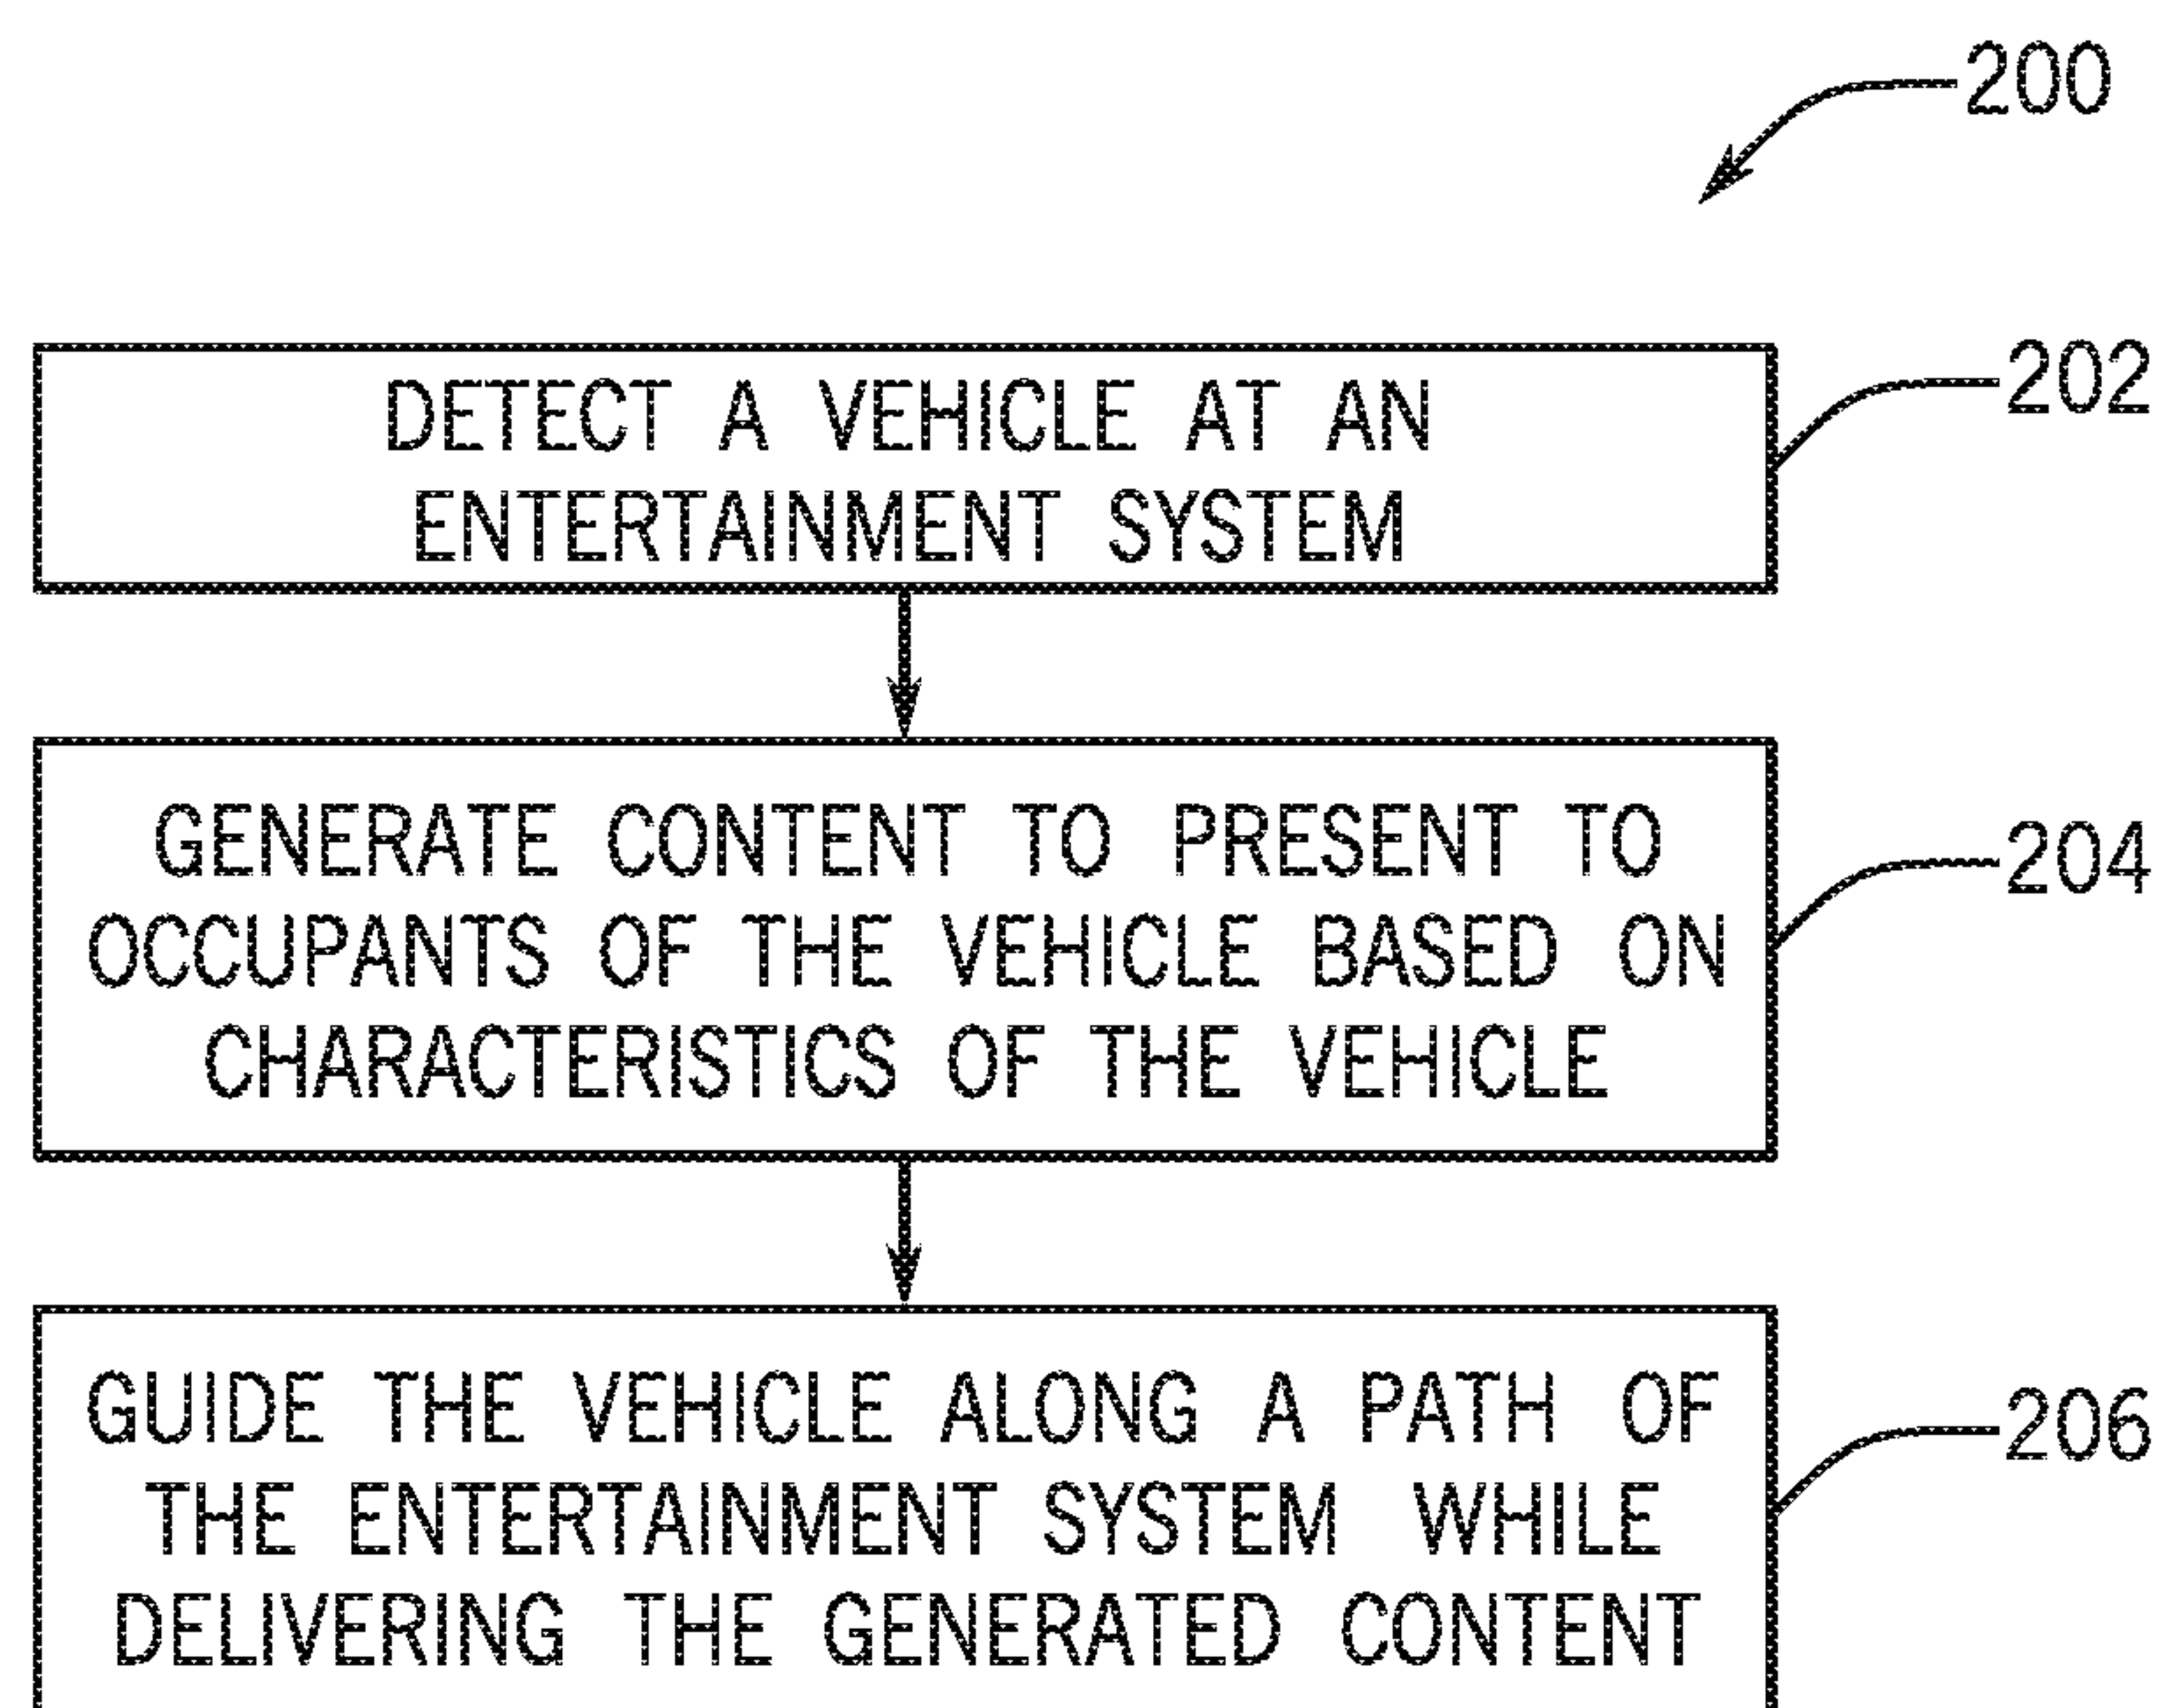 200
DETECT A VEHICLE AT AN
ENTERTAINMENT SYSTEM
202
GENERATE CONTENT TO PRESENT TO
OCCUPANTS OF THE VEHICLE BASED ON
CHARACTERISTICS OF THE VEHICLE
204
GUIDE THE VEHICLE ALONG A PATH OF
THE ENTERTAINMENT SYSTEM WHILE
DELIVERING THE GENERATED CONTENT
206